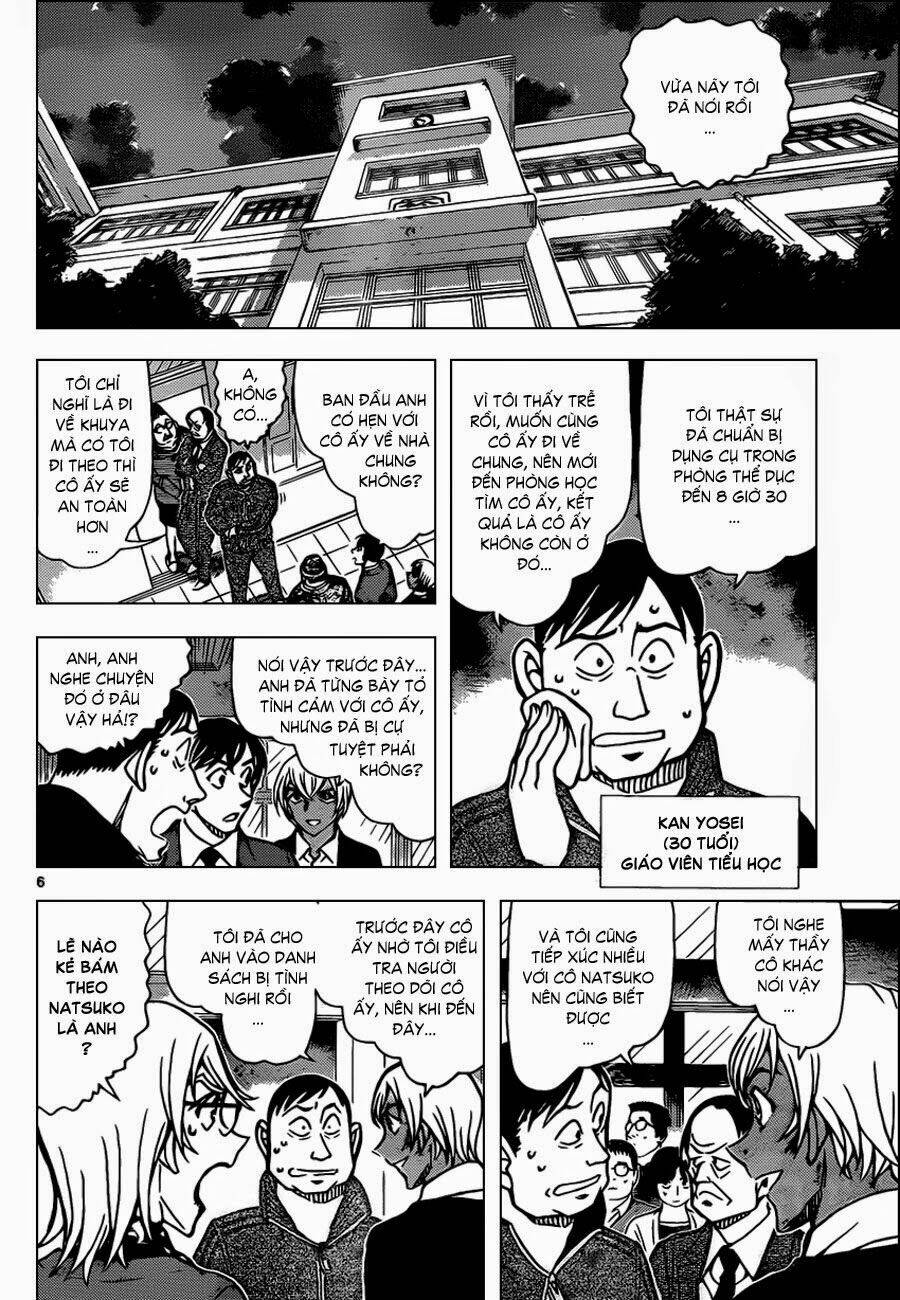 VỪA NÃY TÔI
ĐÃ NÓI RỒI
...
TÔI THẬT SỰ
ĐÃ CHUẨN BỊ
DỤNG CỤ TRONG
PHÒNG THỂ DỤC
ĐẾN 8 GIỜ 30
...
VÌ TÔI THẤY TRỄ
RỒI, MUỐN CÙNG
CÔ ẤY ĐI VỀ
CHUNG, NÊN MỚI
ĐẾN PHÒNG HỌC
TÌM CÔ ẤY, KẾT
QUẢ LÀ CÔ ẤY
KHÔNG CÒN Ở
ĐÓ...
KAN YOSEI
(30 TUỔI)
GIÁO VIÊN TIỂU HỌC
BAN ĐẦU ANH
CÓ HẸN VỚI
CÔ ẤY VỀ NHÀ
CHUNG KHÔNG?
A,
KHÔNG
CÓ...
TÔI CHỈ
NGHĨ LÀ ĐI
VỀ KHUYA
MÀ CÓ TÔI
ĐI THEO THÌ
CÔ ẤY SẼ
AN TOÀN
HƠN
...
NÓI VẬY TRƯỚC ĐÂY...
ANH ĐÃ TỪNG BÀY TỎ
TÌNH CẢM VỚI CÔ ẤY,
NHƯNG ĐÃ BỊ CỰ
TUYỆT PHẢI
KHÔNG?
ANH, ANH
NGHE CHUYỆN
ĐÓ Ở ĐÂU
VẬY HẢ!?
6
TÔI NGHE
MẤY THẦY
CÔ KHÁC
NÓI VẬY
...
VÀ TÔI CŨNG
TIẾP XÚC NHIỀU
VỚI CÔ NATSUKO
NÊN CŨNG BIẾT
ĐƯỢC
...
TRƯỚC ĐÂY CÔ
ẤY NHỜ TÔI ĐIỀU
TRA NGƯỜI
THEO DÓI CÔ
ẤY, NÊN KHI ĐẾN
ĐÂY...
TÔI ĐÃ CHO
ANH VÀO DANH
SÁCH BỊ TÌNH
NGHI RỒI
...
LẼ NÀO
KẺ BÁM
THEO
NATSUKO
LÀ ANH
?